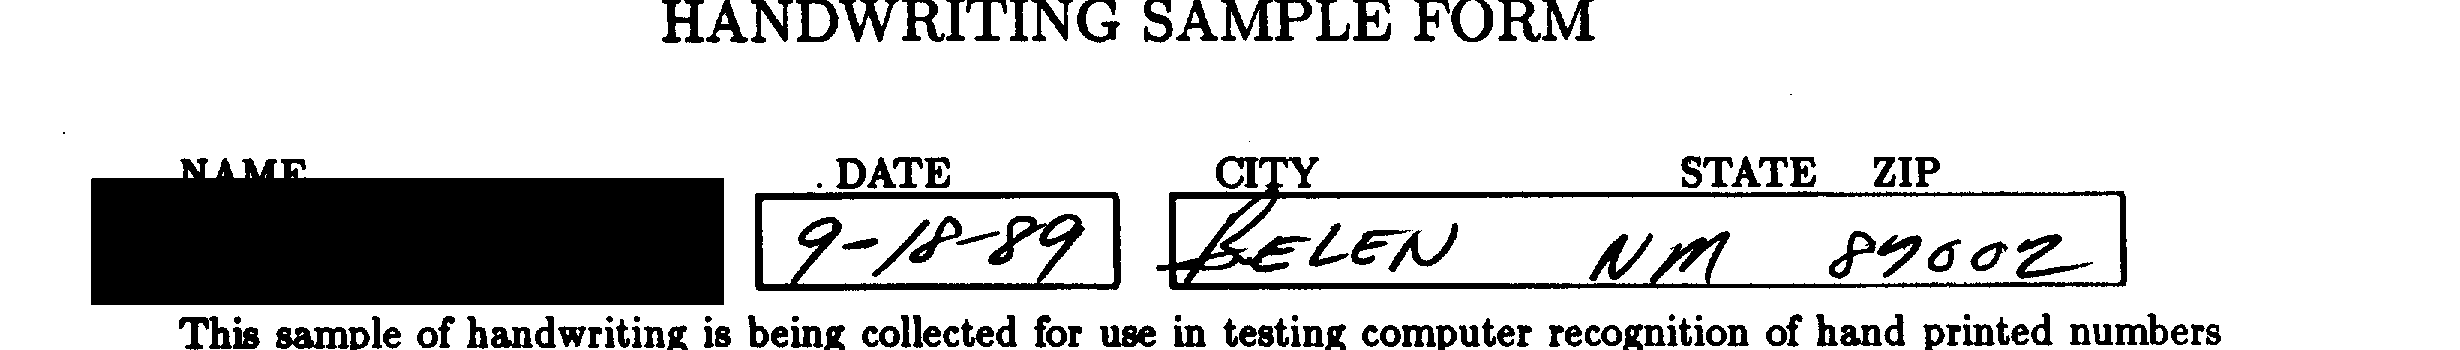 HANDWRITING SAMPLE FORM
NAME DATE CITY STATE ZIP
9-18-89 BELEN NM 87002
This sample of handwriting is being collected for use in testing computer recognition of hand printed numbers